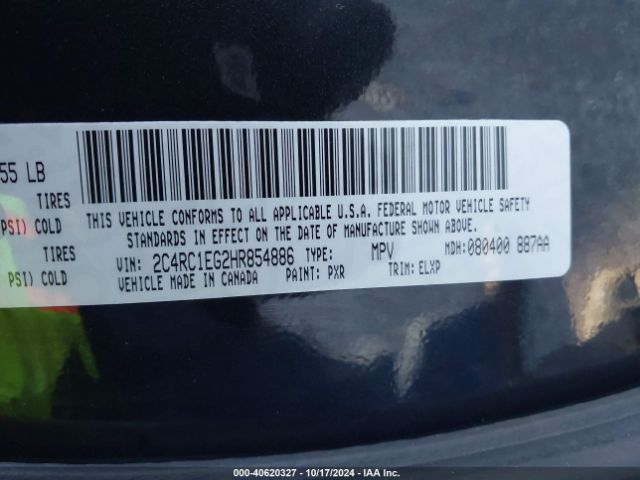 55 LB
TIRES
PSI) COLD
TIRES
PSI) COLD
THIS VEHICLE CONFORMS TO ALL APPLICABLE U.S.A. FEDERAL MOTOR VEHICLE SAFETY
STANDARDS IN EFFECT ON THE DATE OF MANUFACTURE SHOWN ABOVE.
VIN: 2C4RC1EG2HR854886 TYPE: MPV MDH: 080400 887AA
VEHICLE MADE IN CANADA PAINT: PXR TRIM: ELXP
000-40620327 | 10/17/2024 | IAA Inc.